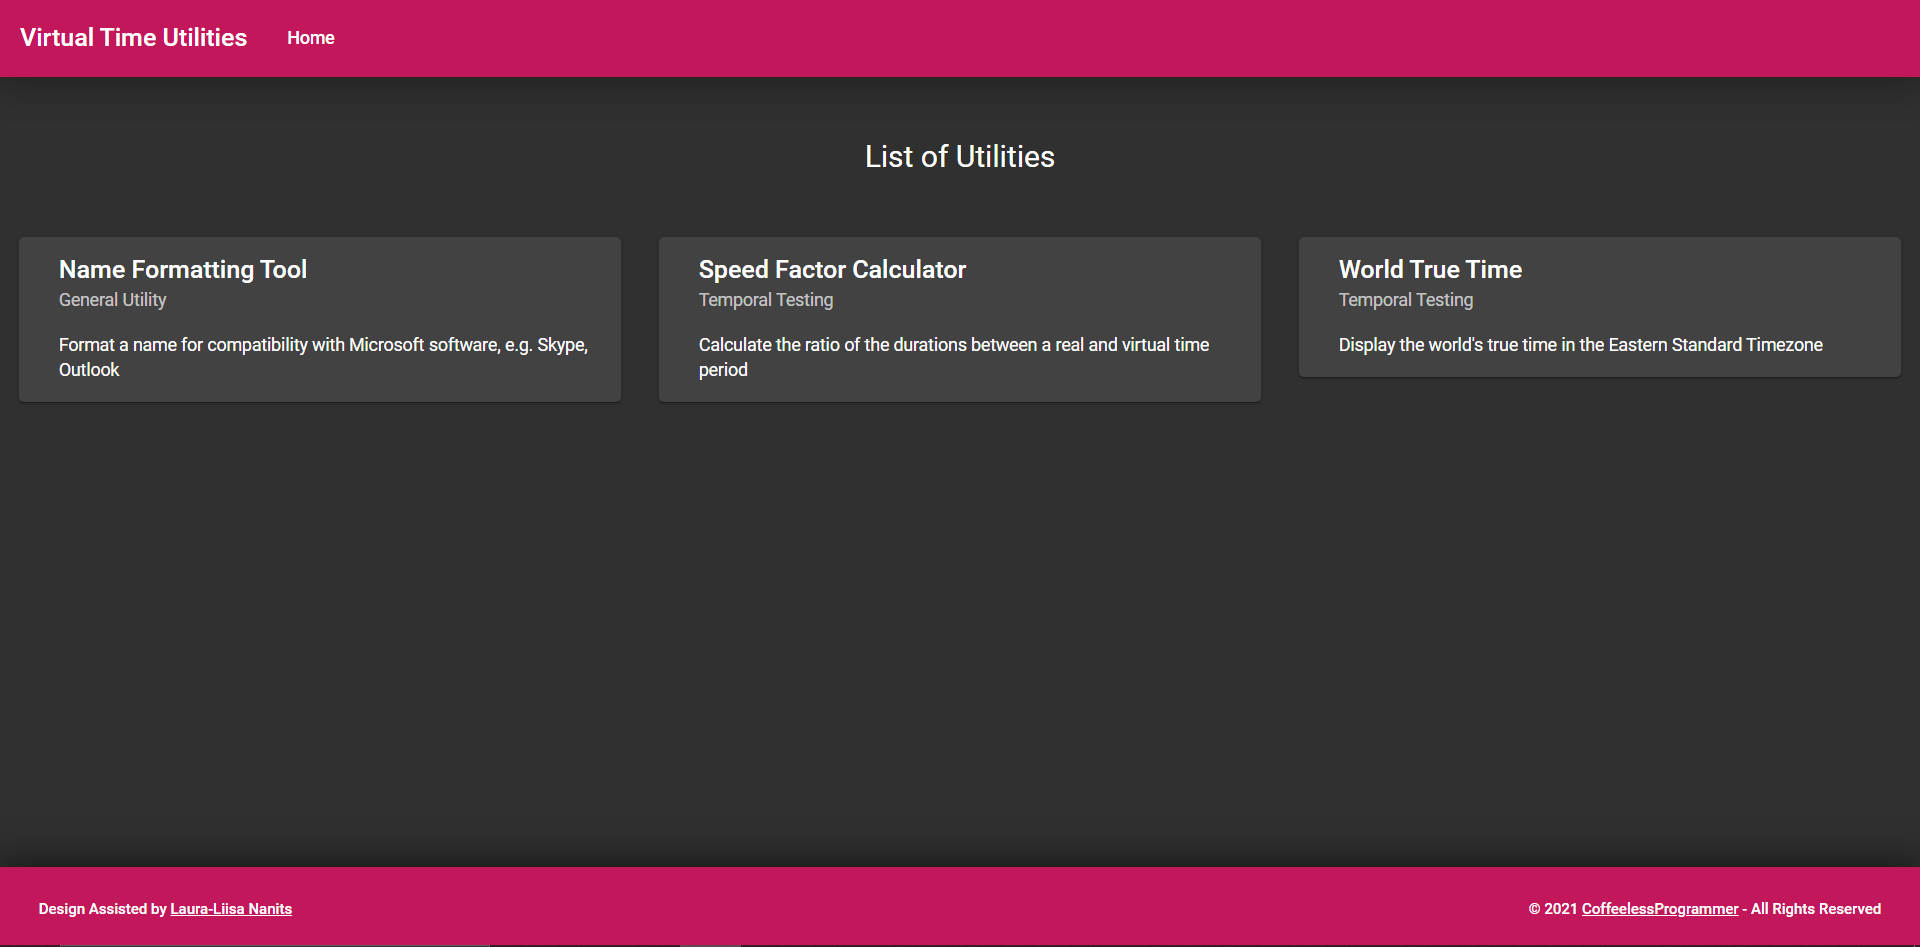 Virtual Time Utilities
Home
List of Utilities
Name Formatting Tool
General Utility
Format a name for compatibility with Microsoft software, e.g. Skype,
Outlook
Speed Factor Calculator
Temporal Testing
Calculate the ratio of the durations between a real and virtual time
period
World True Time
Temporal Testing
Display the world's true time in the Eastern Standard Timezone
Design Assisted by Laura-Liisa Nanits
© 2021 CoffeelessProgrammer - All Rights Reserved